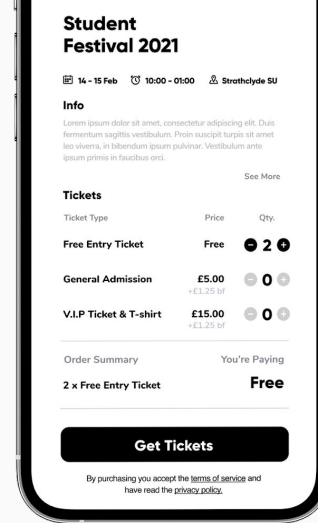 Student
Festival 2021
14 - 15 Feb 10:00 - 01:00 Strathclyde SU
Info
Lorem ipsum dolor sit amet, consectetur adipiscing elit. Duis
fermentum sagittis vestibulum. Proin suscipit turpis sit amet
leo viverra, in bibendum ipsum pulvinar. Vestibulum ante
ipsum primis in faucibus orci.
See More
Tickets
Ticket Type Price Qty.
Free Entry Ticket Free - 2 +
General Admission £5.00 - 0 +
+£1.25 bf
V.I.P Ticket & T-shirt £15.00 - 0 +
+£1.25 bf
Order Summary You're Paying
2 x Free Entry Ticket Free
Get Tickets
By purchasing you accept the terms of service and
have read the privacy policy.